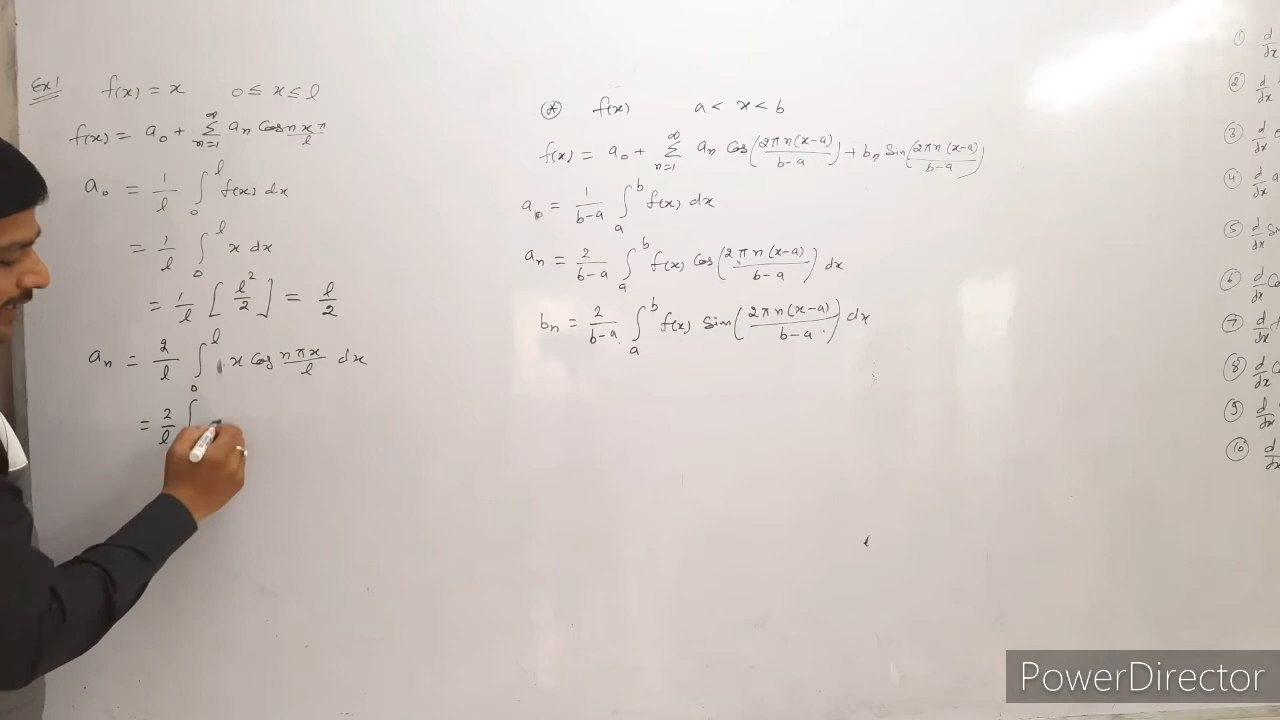 Ex1 f(x) = x 0 ≤ x ≤ l
f(x) = a₀ + Σ_{n=1}^{∞} aₙ Cos nxπ/l
a₀ = 1/l ∫₀^l f(x) dx
= 1/l ∫₀^l x dx
= 1/l [l²/2] = l/2
aₙ = 2/l ∫₀^l x Cos nπx/l dx
= 2/l ∫
(*) f(x) a < x < b
f(x) = a₀ + Σ_{n=1}^{∞} aₙ Cos(2πn(x-a)/b-a) + bₙ Sin(2πn(x-a)/b-a)
a₀ = 1/b-a ∫ₐ^b f(x) dx
aₙ = 2/b-a ∫ₐ^b f(x) Cos(2πn(x-a)/b-a) dx
bₙ = 2/b-a ∫ₐ^b f(x) Sin(2πn(x-a)/b-a) dx
① d/dx
② d/dx
③ d/dx
④ d/dx a
⑤ d/dx Sin
⑥ d/dx Co
⑦ d/dx
⑧ d/dx C
⑨ d/dx
⑩ d/dx
PowerDirector